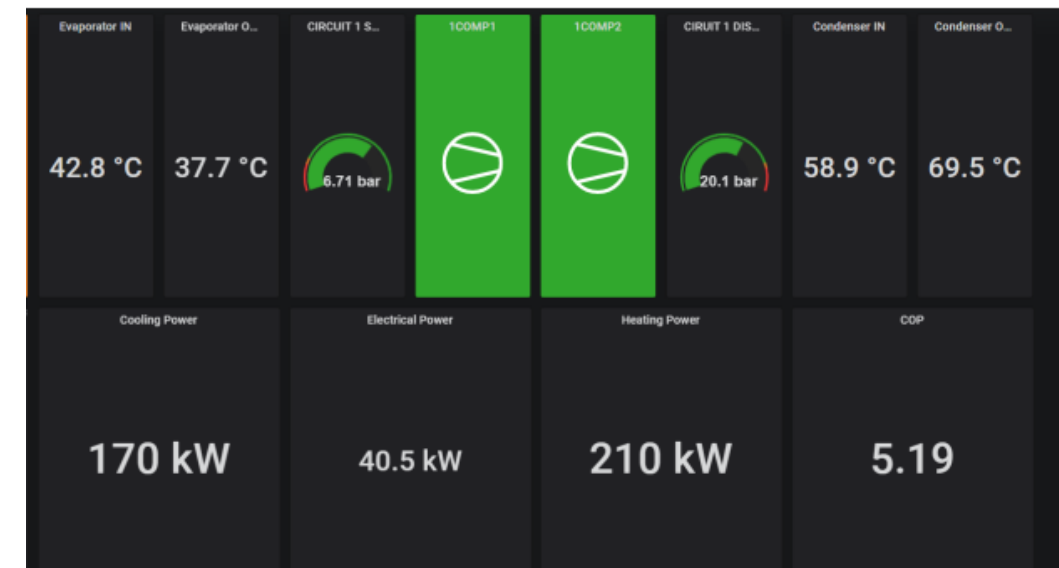 Evaporator IN
Evaporator O...
CIRCUIT 1 S...
1COMP1
1COMP2
CIRUIT 1 DIS...
Condenser IN
Condenser O...
42.8 °C
37.7 °C
6.71 bar
20.1 bar
58.9 °C
69.5 °C
Cooling Power
Electrical Power
Heating Power
COP
170 kW
40.5 kW
210 kW
5.19